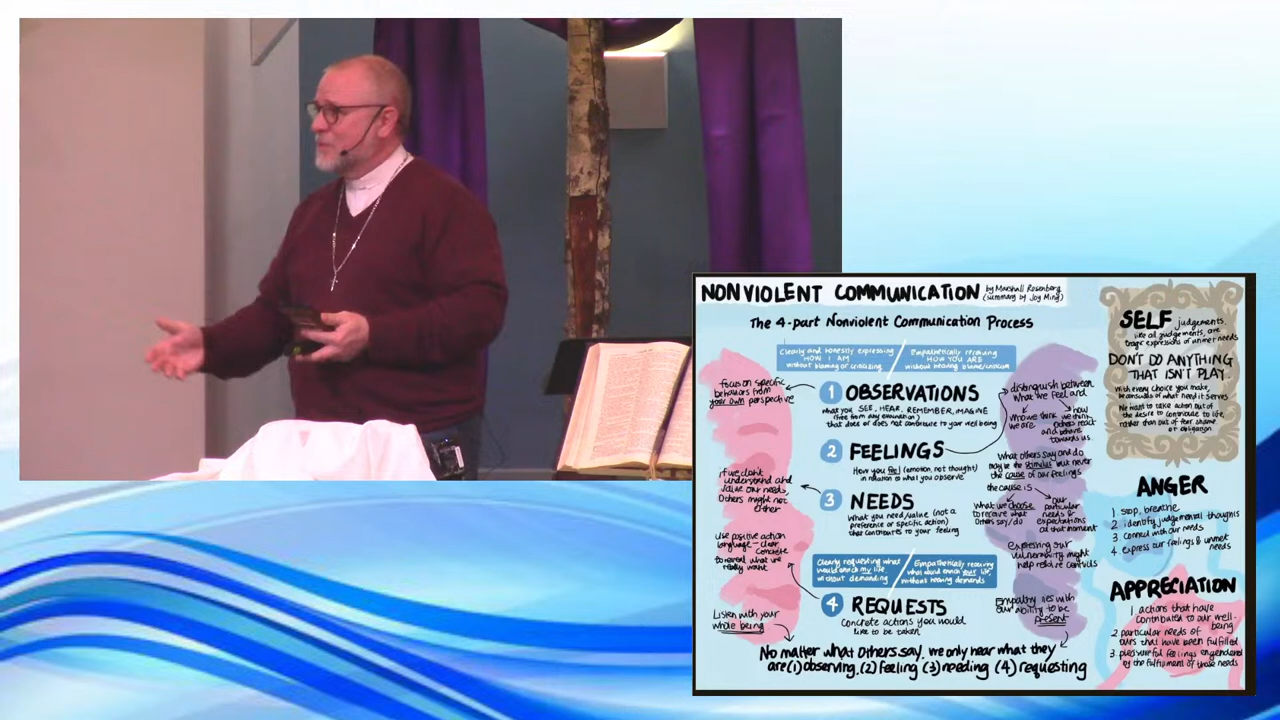 NONVIOLENT COMMUNICATION
by Marshall Rosenberg
(summary by Joy Ming)
The 4-part Nonviolent Communication Process
Clearly and honestly expressing
HOW I AM
without blaming or criticizing
Empathetically receiving
HOW YOU ARE
without hearing blame/criticism
focus on specific
behaviors from
your own perspective
1 OBSERVATIONS
What you SEE, HEAR, REMEMBER, IMAGINE
(free from any evaluation)
that does or does not contribute to your well being
2 FEELINGS
How you feel (emotion, not thought)
in relation to what you observe
distinguish between
what we feel and
who we think
we are
how
we think
others react
and behave
towards us
What others say and do
may be the stimulus but never
the cause of our feelings
the cause is
What we choose
to receive what
others say/do
our
particular
needs &
expectations
at that moment
if we don't
understand and
value our needs,
Others might not
either
3 NEEDS
What you need/value (not a
preference or specific action)
that contributes to your feeling
use positive action
language - clear,
concrete
to reveal what we
really want
expressing our
vulnerability might
help resolve conflicts
Clearly requesting what
would enrich my life
without demanding
Empathetically receiving
what would enrich your life
without hearing demands
4 REQUESTS
Concrete actions you would
like to be taken
Listen with your
whole being
Empathy lies with
our ability to be
present
No matter what others say, we only hear what they
are (1) observing, (2) feeling (3) needing (4) requesting
SELF judgements,
like all judgements, are
tragic expressions of unmet needs
DON'T DO ANYTHING
THAT ISN'T PLAY
With every choice you make,
be conscious of what need it serves
We want to take action out of
the desire to contribute to life,
rather than out of fear, shame,
or obligation.
ANGER
1 stop, breathe
2 identify judgemental thoughts
3 connect with our needs
4. express our feelings & unmet
needs
APPRECIATION
1 actions that have
contributed to our well-
being
2 particular needs of
ours that have been fulfilled
3. pleasureful feelings engendered
by the fulfillment of those needs